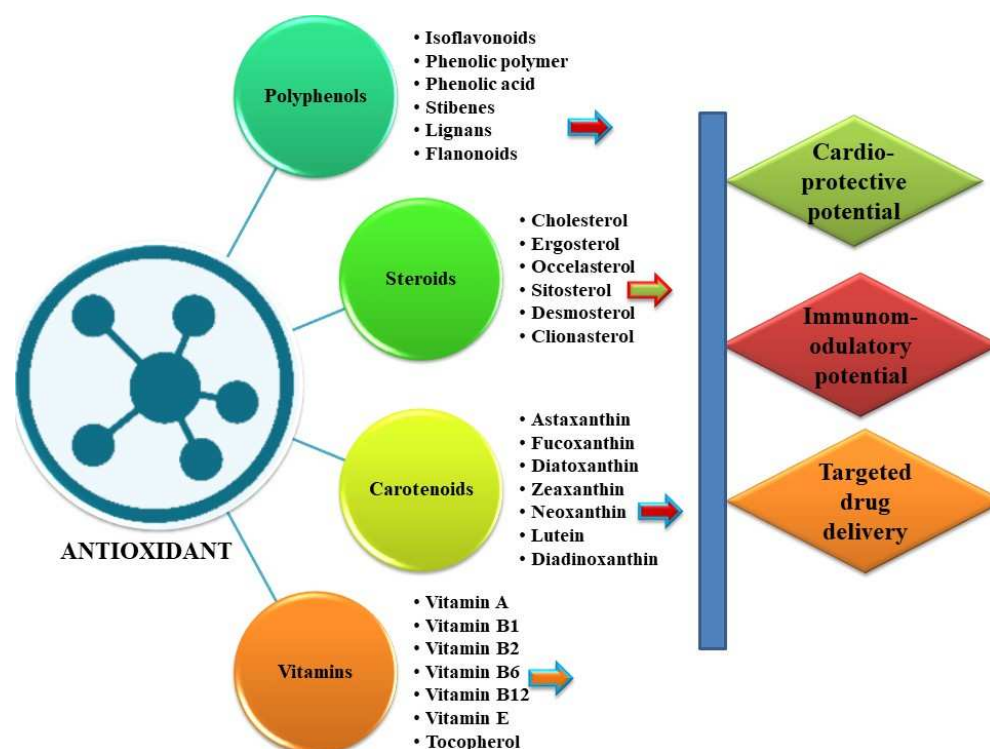 Polyphenols
• Isoflavonoids
• Phenolic polymer
• Phenolic acid
• Stibenes
• Lignans
• Flanonoids
Steroids
• Cholesterol
• Ergosterol
• Occelasterol
• Sitosterol
• Desmosterol
• Clionasterol
Carotenoids
• Astaxanthin
• Fucoxanthin
• Diatoxanthin
• Zeaxanthin
• Neoxanthin
• Lutein
• Diadinoxanthin
ANTIOXIDANT
Vitamins
• Vitamin A
• Vitamin B1
• Vitamin B2
• Vitamin B6
• Vitamin B12
• Vitamin E
• Tocopherol
Cardio-
protective
potential
Immunom-
odulatory
potential
Targeted
drug
delivery